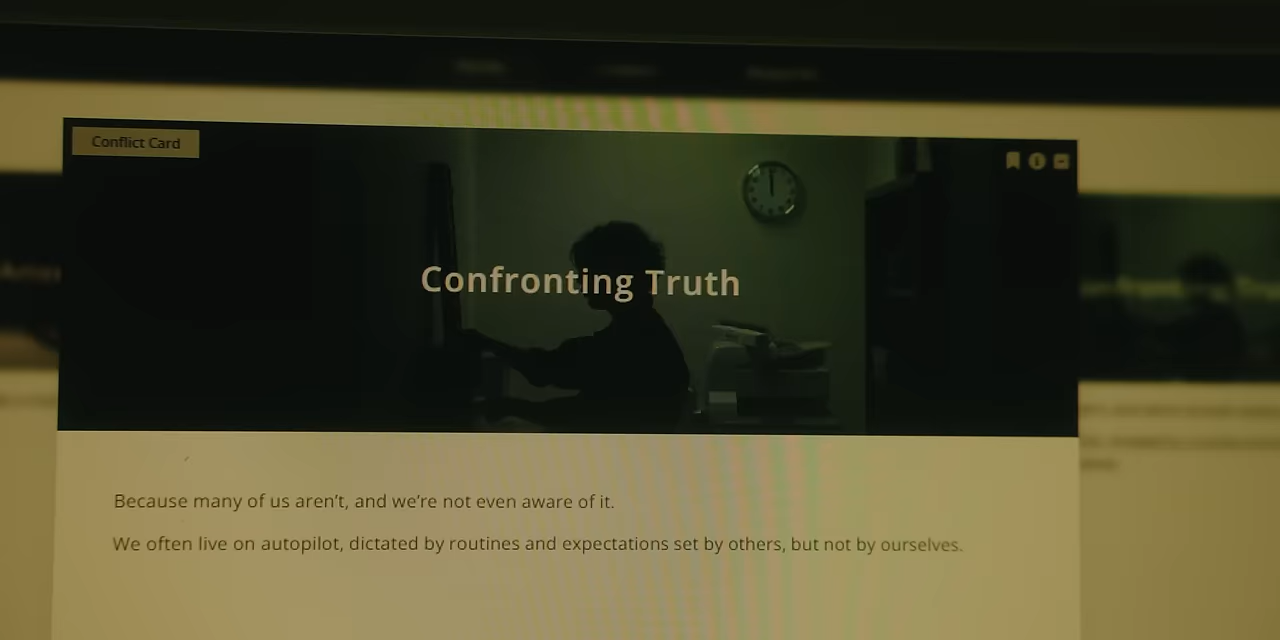 Conflict Card
Confronting Truth
Because many of us aren't, and we're not even aware of it.
We often live on autopilot, dictated by routines and expectations set by others, but not by ourselves.